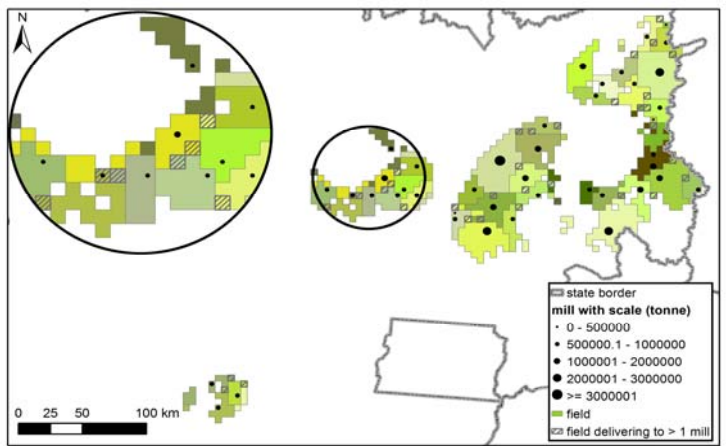 N
state border
mill with scale (tonne)
0 - 500000
500000.1 - 1000000
1000001 - 2000000
2000001 - 3000000
>= 3000001
field
field delivering to > 1 mill
0 25 50 100 km